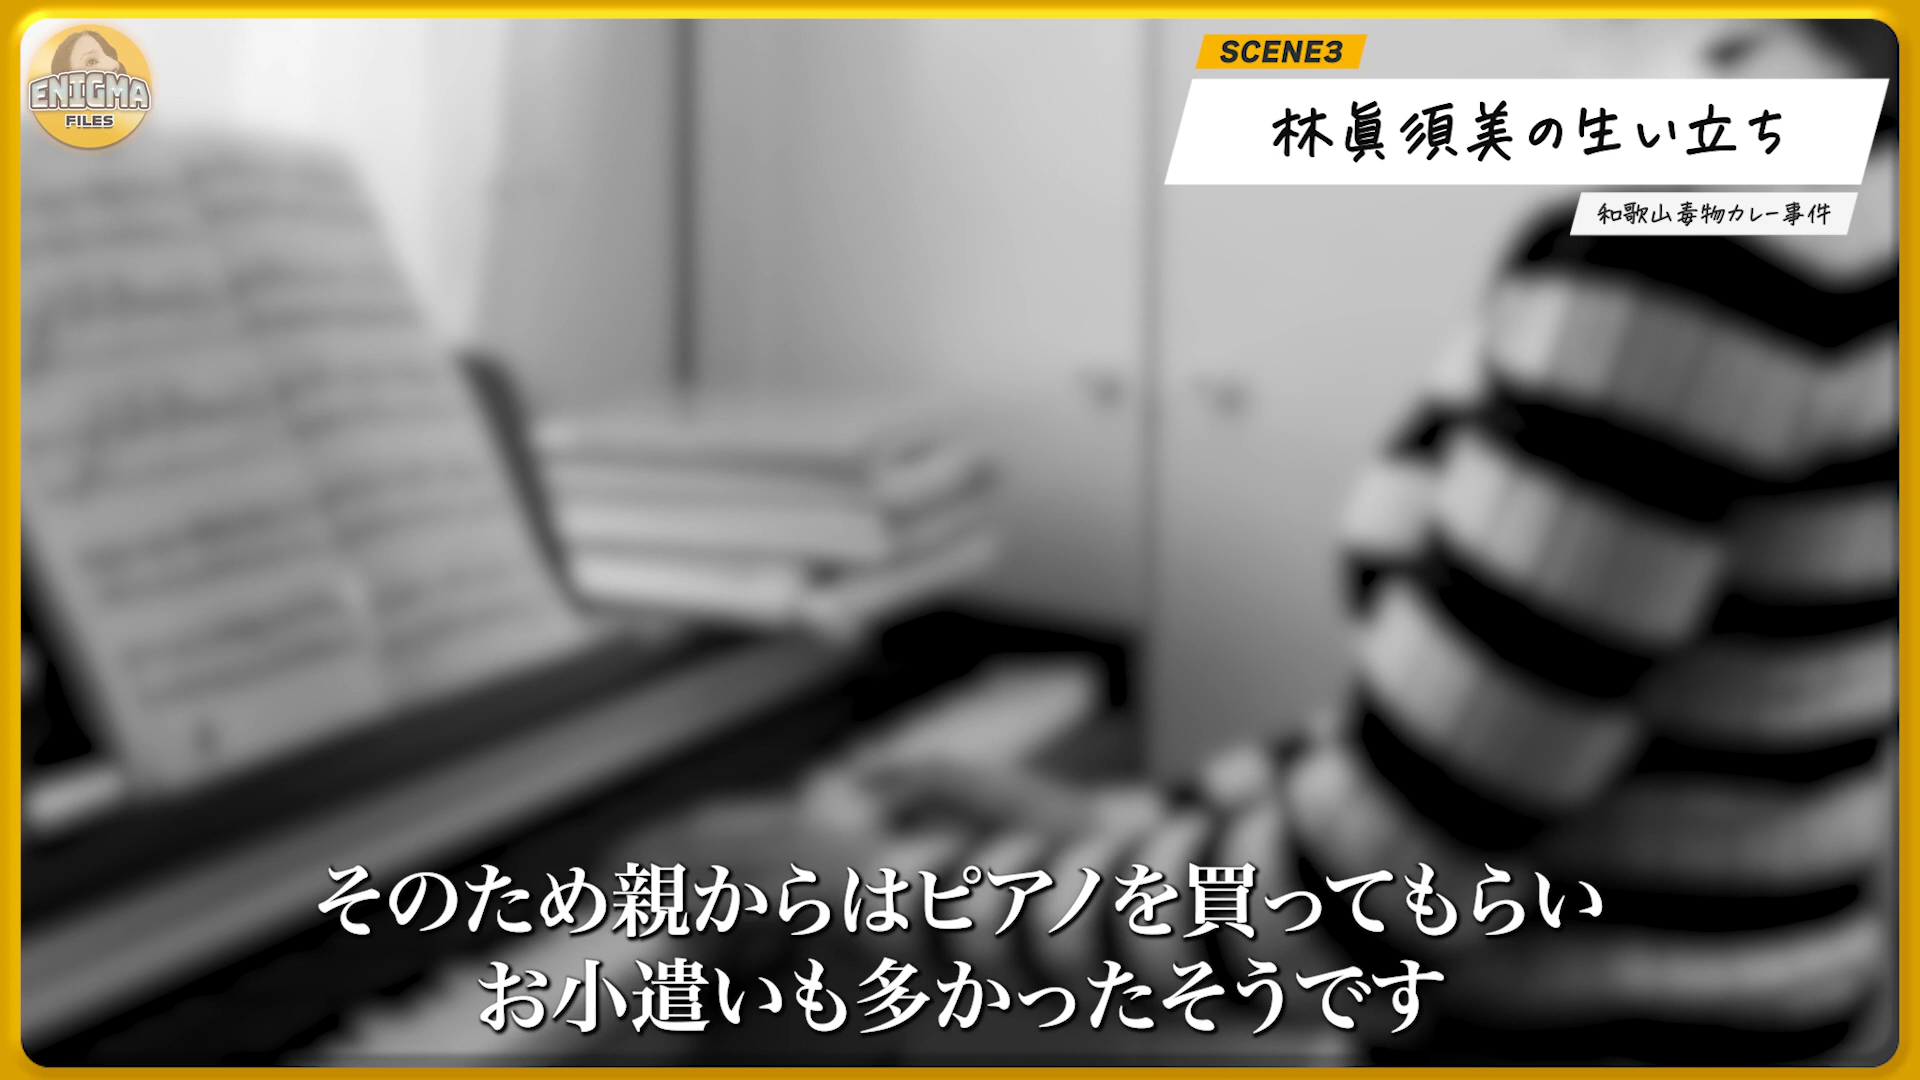 ENIGMA
FILES
SCENE3
林眞須美の生い立ち
和歌山毒物カレー事件
そのため親からはピアノを買ってもらい
お小遣いも多かったそうです